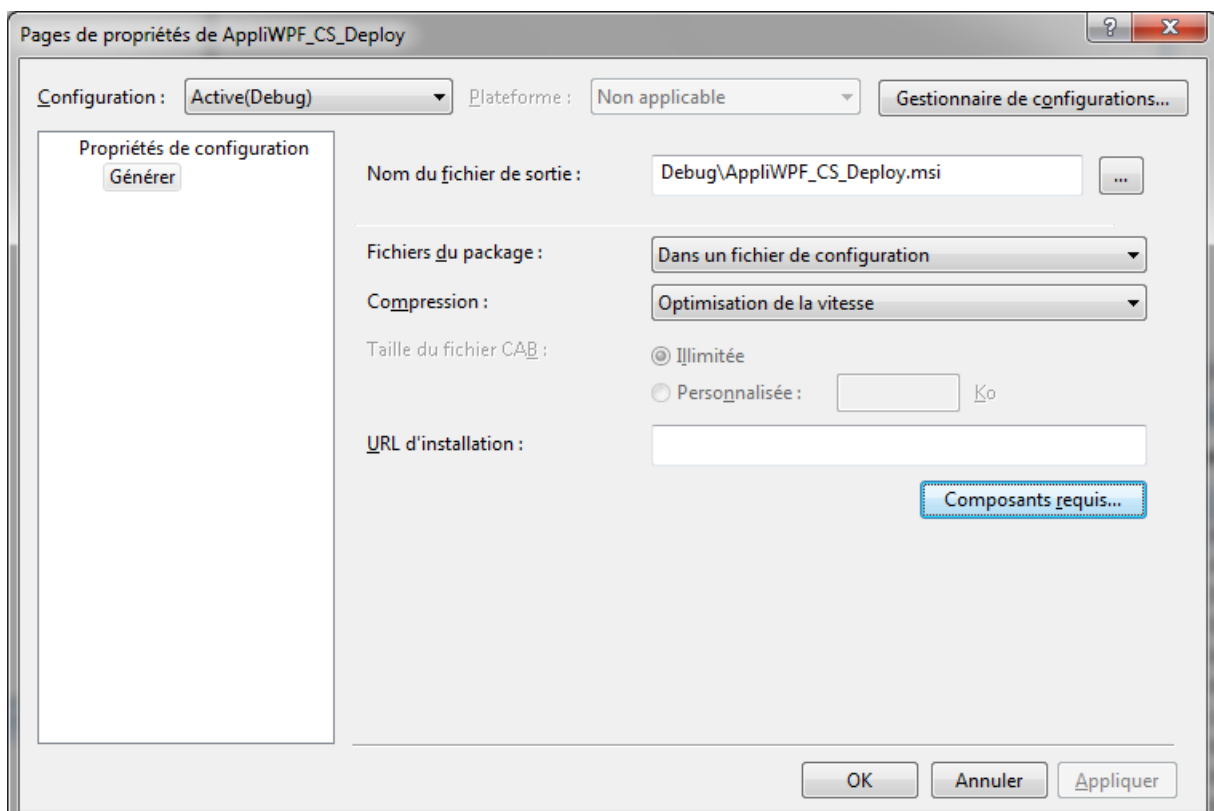 Pages de propriétés de AppliWPF_CS_Deploy
Configuration : Active(Debug) Plateforme : Non applicable Gestionnaire de configurations...
Propriétés de configuration
Générer
Nom du fichier de sortie : Debug\AppliWPF_CS_Deploy.msi ...
Fichiers du package : Dans un fichier de configuration
Compression : Optimisation de la vitesse
Taille du fichier CAB : Illimitée
Personnalisée : Ko
URL d'installation :
Composants requis...
OK Annuler Appliquer